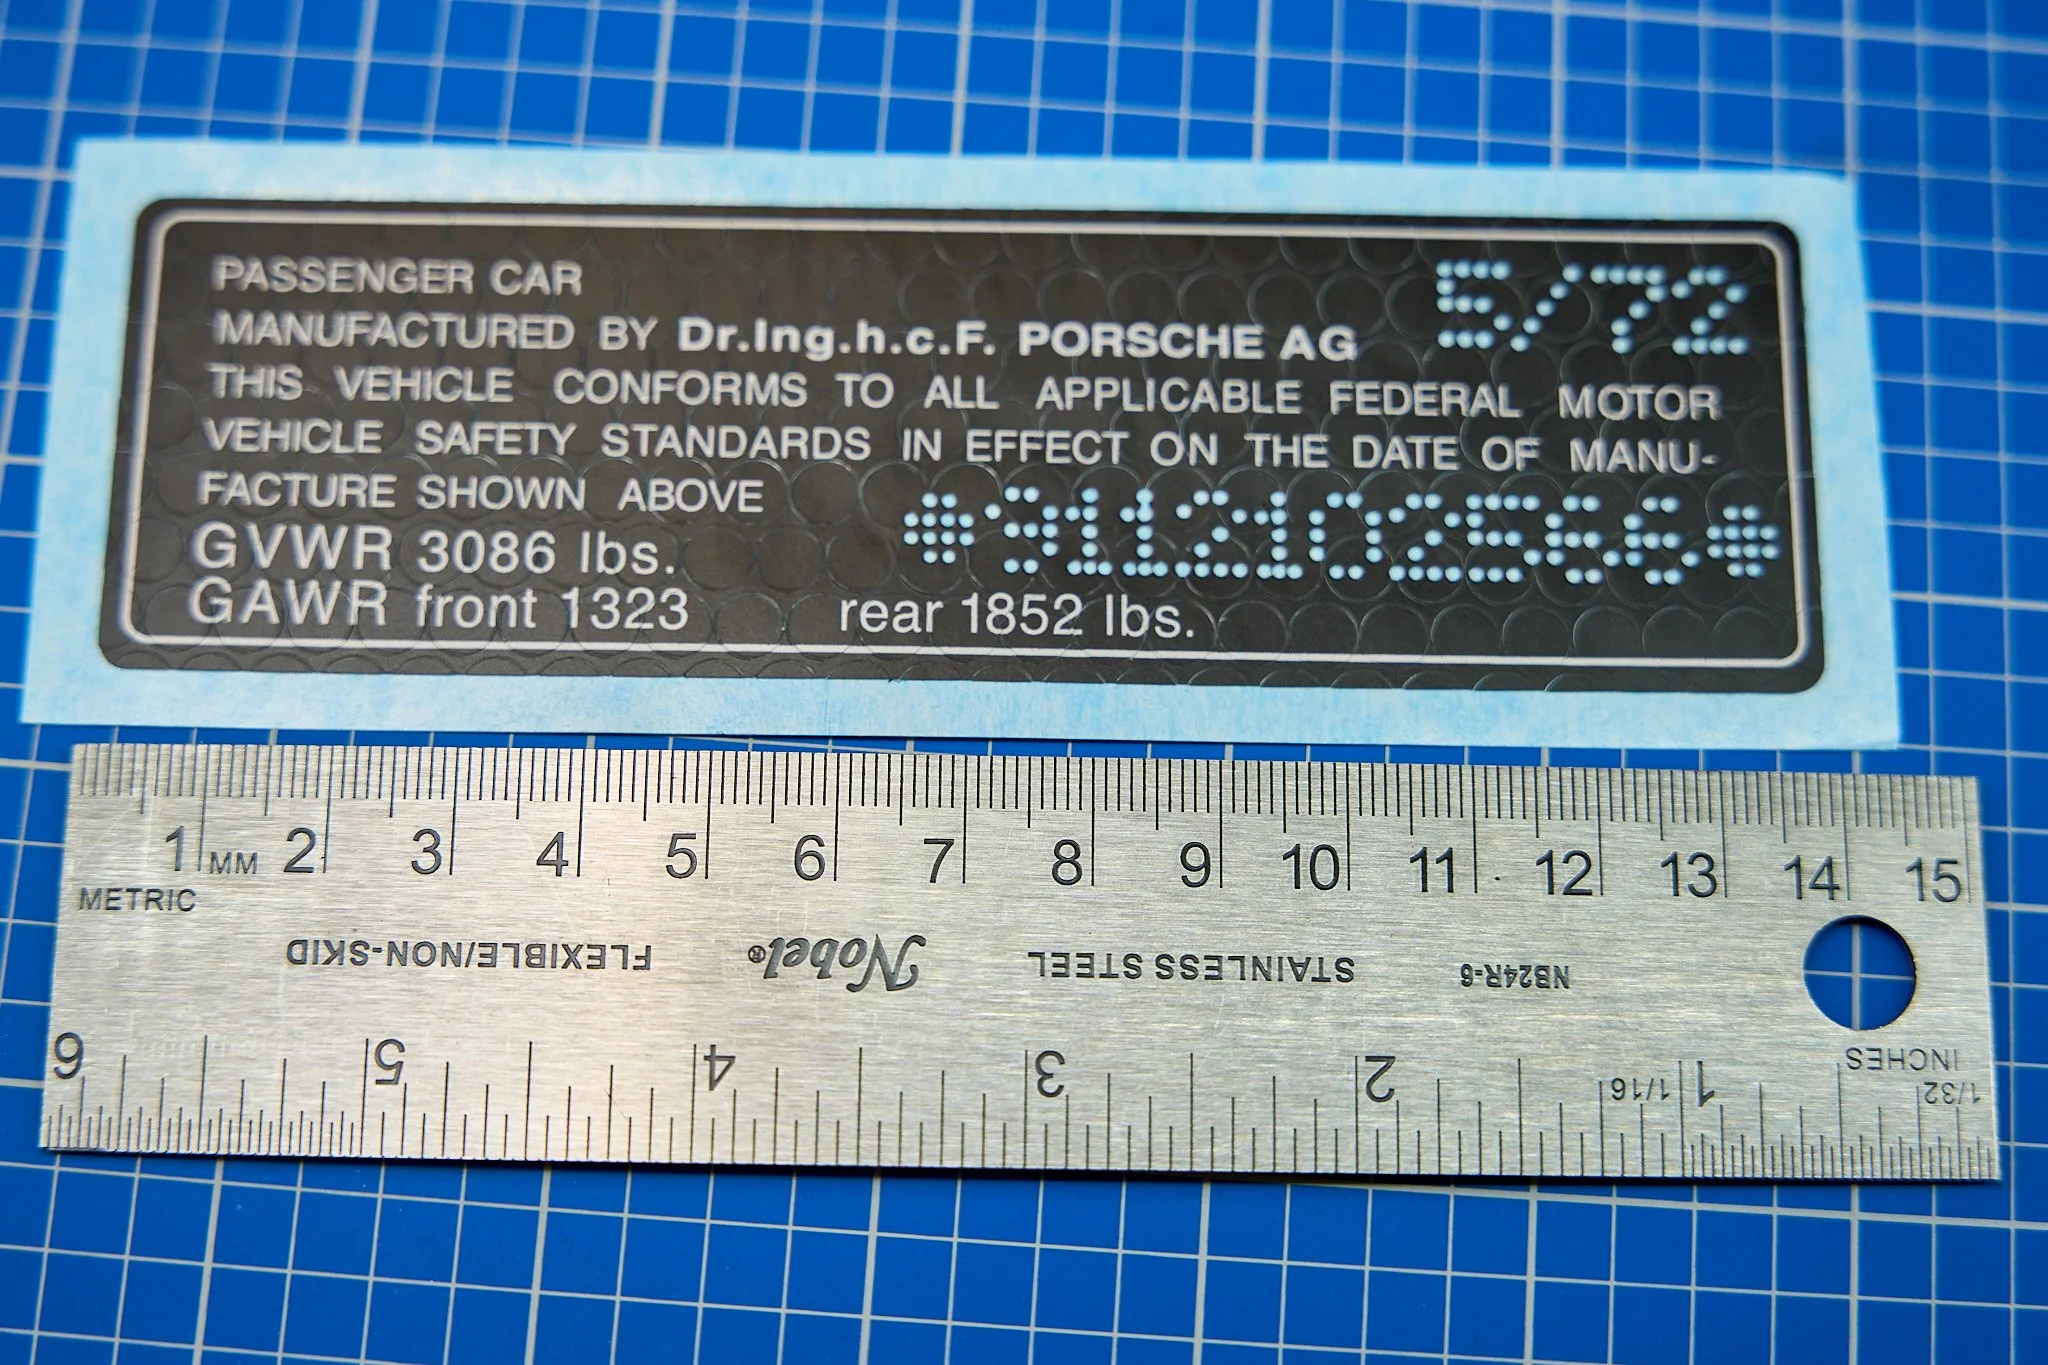 PASSENGER CAR
5/72
MANUFACTURED BY Dr.Ing.h.c.F. PORSCHE AG
THIS VEHICLE CONFORMS TO ALL APPLICABLE FEDERAL MOTOR
VEHICLE SAFETY STANDARDS IN EFFECT ON THE DATE OF MANU-
FACTURE SHOWN ABOVE
9112102566
GVWR 3086 lbs.
GAWR front 1323 rear 1852 lbs.
1 MM 2 3 4 5 6 7 8 9 10 11 12 13 14 15
METRIC
FLEXIBLE/NON-SKID Nobel® STAINLESS STEEL NB24R-6
INCHES
6 5 4 3 2 1/16 1 1/32